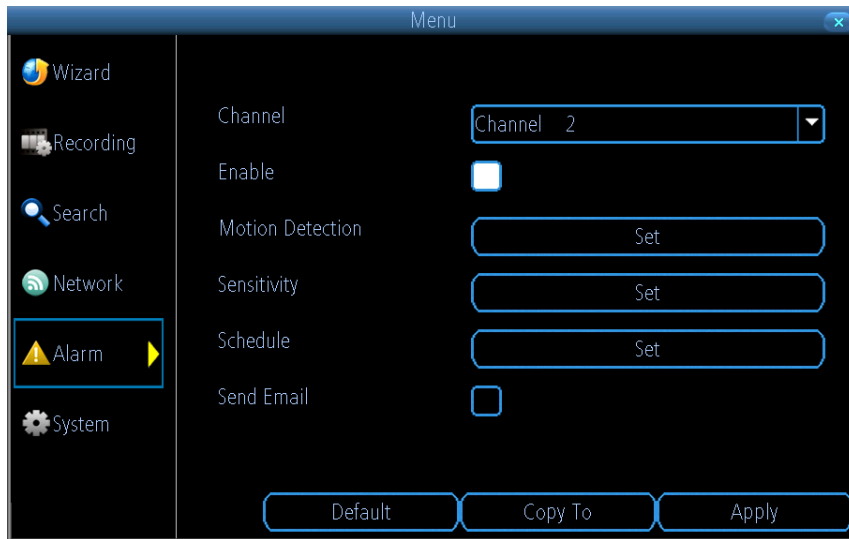 Menu
Wizard
Recording
Search
Network
Alarm
System
Channel
Channel 2
Enable
Motion Detection
Set
Sensitivity
Set
Schedule
Set
Send Email
Default
Copy To
Apply